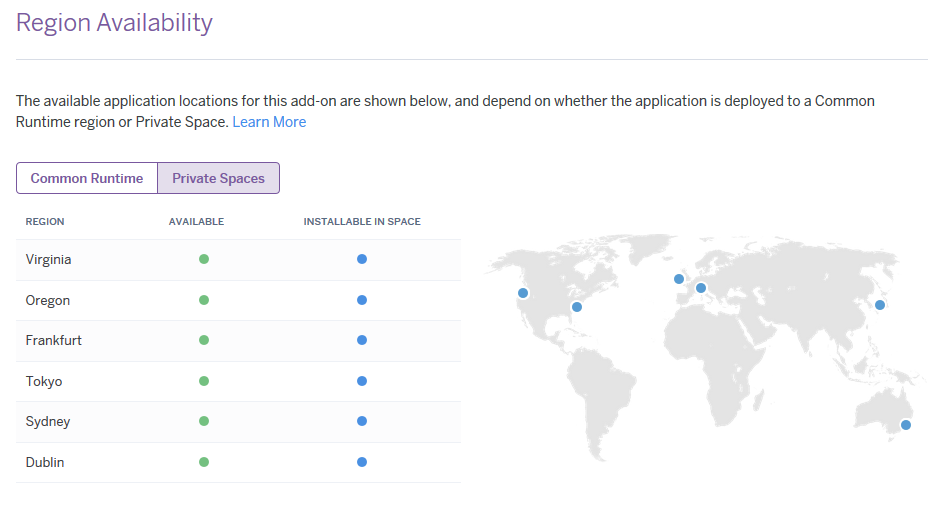 Region Availability
The available application locations for this add-on are shown below, and depend on whether the application is deployed to a Common
Runtime region or Private Space. Learn More
Common Runtime Private Spaces
REGION AVAILABLE INSTALLABLE IN SPACE
Virginia
Oregon
Frankfurt
Tokyo
Sydney
Dublin